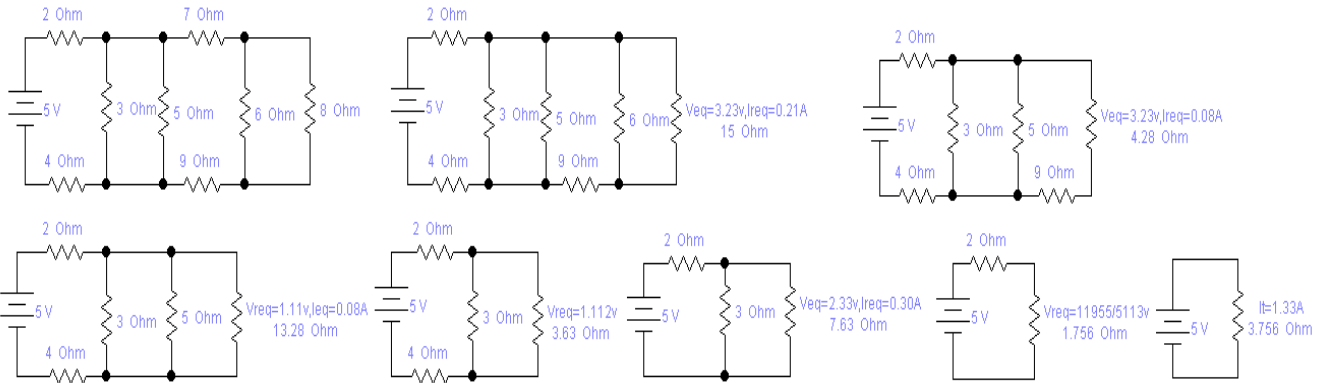 2 Ohm
7 Ohm
5 V
3 Ohm
5 Ohm
6 Ohm
8 Ohm
4 Ohm
9 Ohm
2 Ohm
5 V
3 Ohm
5 Ohm
6 Ohm
Veq=3.23v,Ireq=0.21A
15 Ohm
4 Ohm
9 Ohm
2 Ohm
5 V
3 Ohm
5 Ohm
Veq=3.23v,Ireq=0.08A
4.28 Ohm
4 Ohm
9 Ohm
2 Ohm
5 V
3 Ohm
5 Ohm
Vreq=1.11v,Ieq=0.08A
13.28 Ohm
4 Ohm
2 Ohm
5 V
3 Ohm
Vreq=1.112v
3.63 Ohm
4 Ohm
2 Ohm
5 V
3 Ohm
Veq=2.33v,Ireq=0.30A
7.63 Ohm
2 Ohm
5 V
Vreq=11955/5113v
1.756 Ohm
5 V
It=1.33A
3.756 Ohm